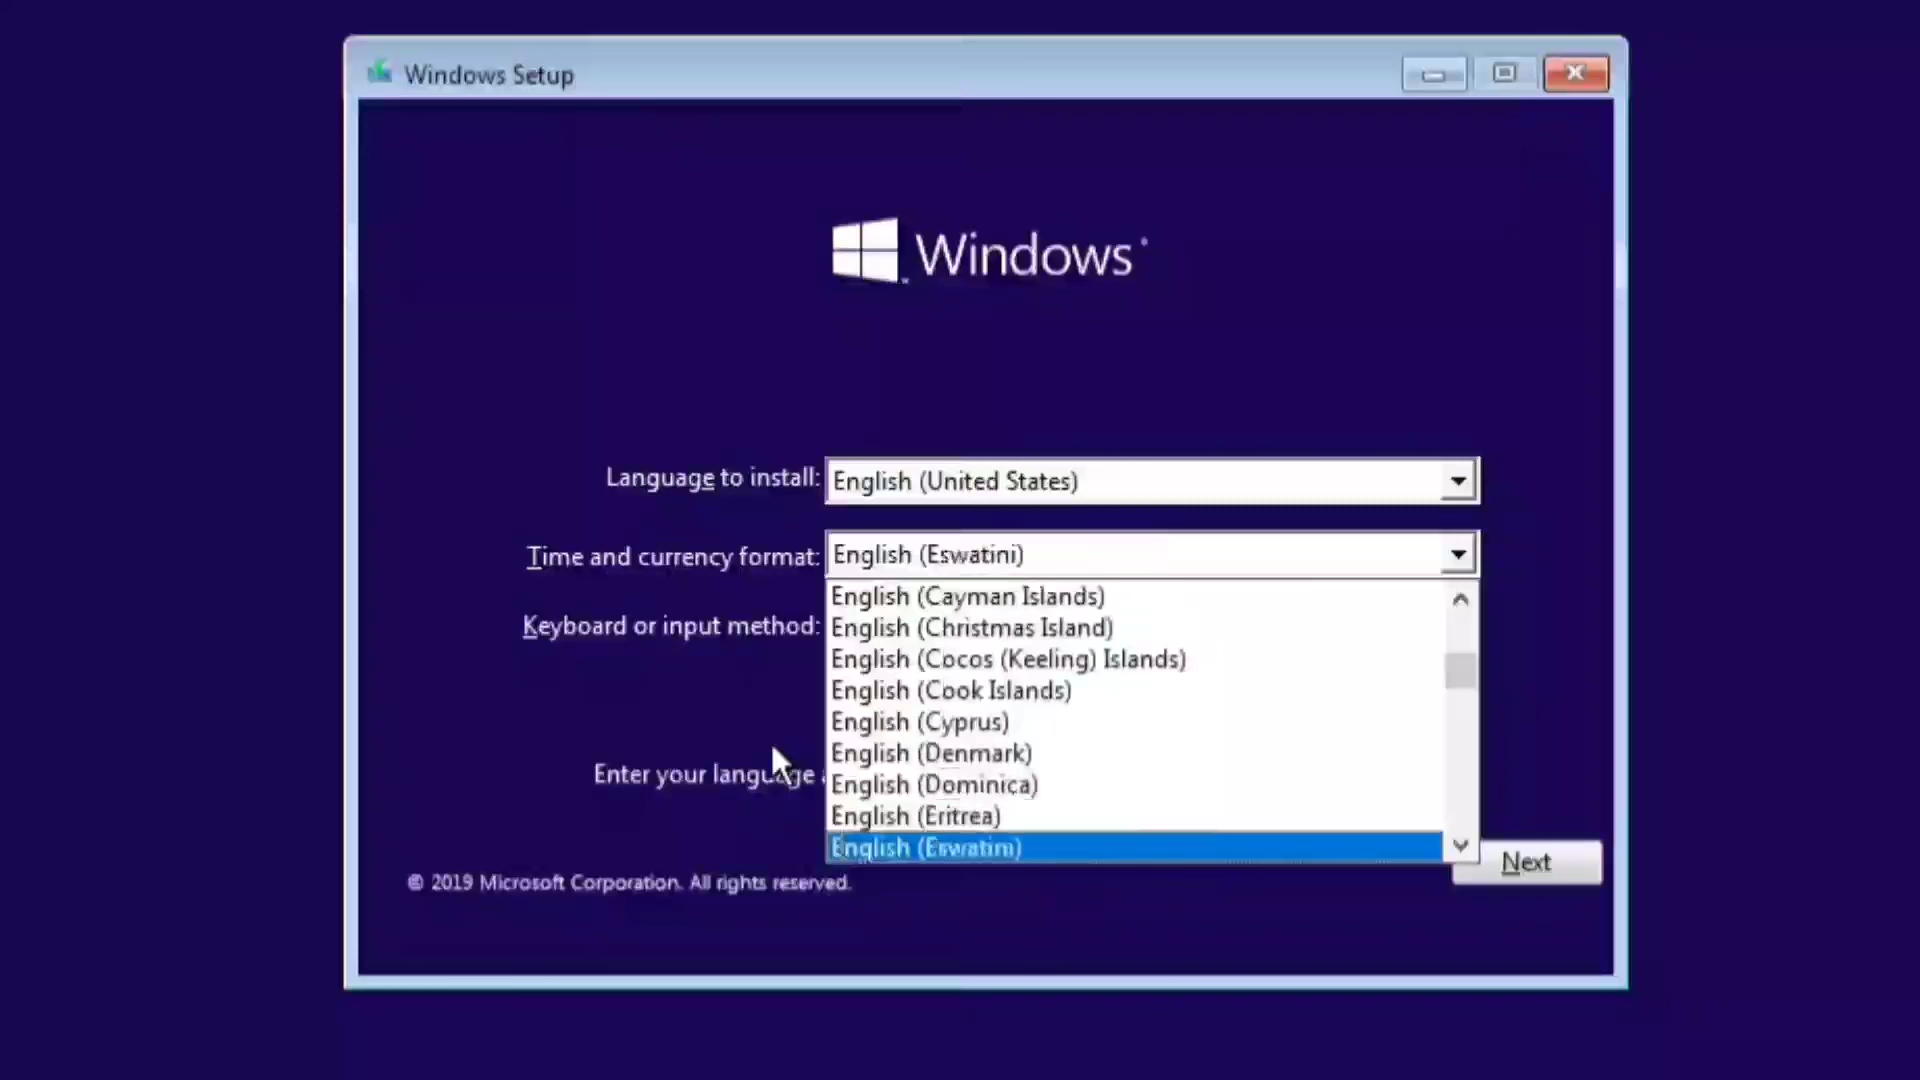 Windows Setup
Windows
Language to install: English (United States)
Time and currency format: English (Eswatini)
English (Cayman Islands)
English (Christmas Island)
Keyboard or input method:
English (Cocos (Keeling) Islands)
English (Cook Islands)
English (Cyprus)
English (Denmark)
Enter your language
English (Dominica)
English (Eritrea)
English (Eswatini)
Next
© 2019 Microsoft Corporation. All rights reserved.